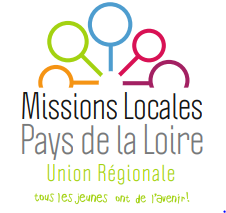 Missions Locales
Pays de la Loire
Union Régionale
tous les jeunes ont de l'avenir!